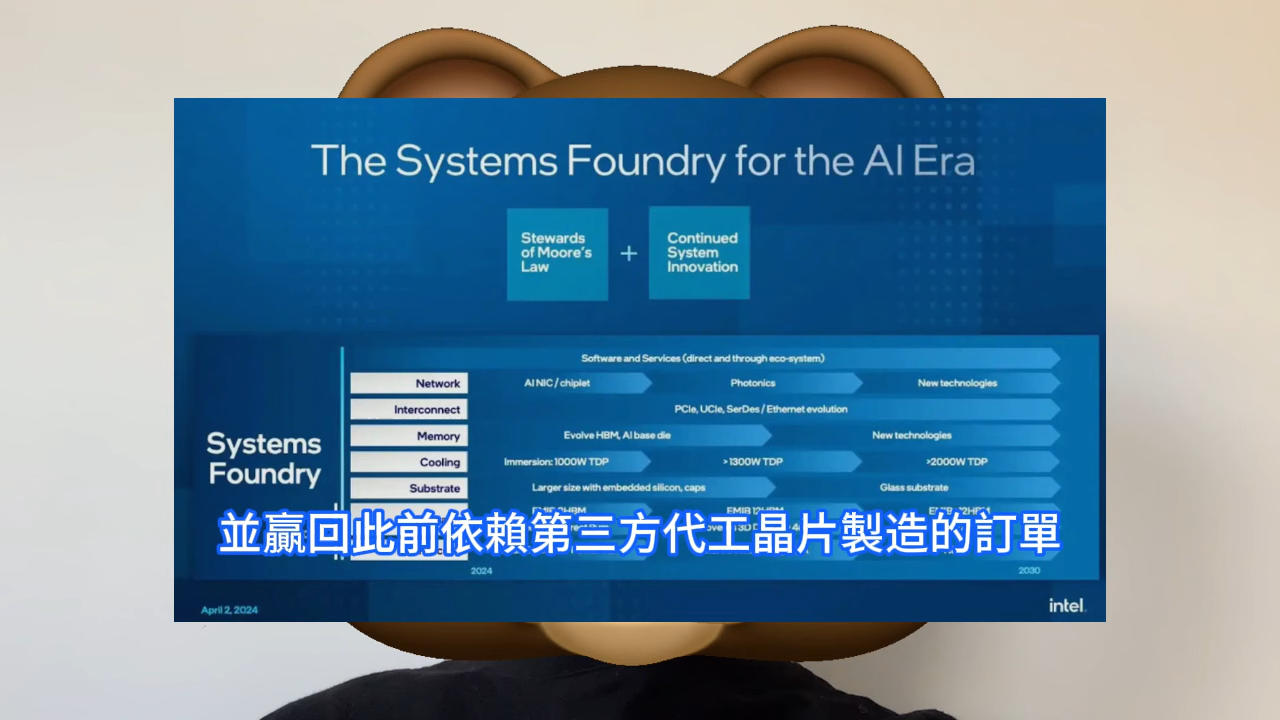 The Systems Foundry for the AI Era
Stewards
of Moore's
Law
+
Continued
System
Innovation
Systems
Foundry
Software and Services (direct and through eco-system)
Network
AI NIC / chiplet
Photonics
New technologies
Interconnect
PCIe, UCIe, SerDes / Ethernet evolution
Memory
Evolve HBM, AI base die
New technologies
Cooling
Immersion: 1000W TDP
>1300W TDP
>2000W TDP
Substrate
Larger size with embedded silicon, caps
Glass substrate
並贏回此前依賴第三方代工晶片製造的訂單
2024
2030
April 2, 2024
intel